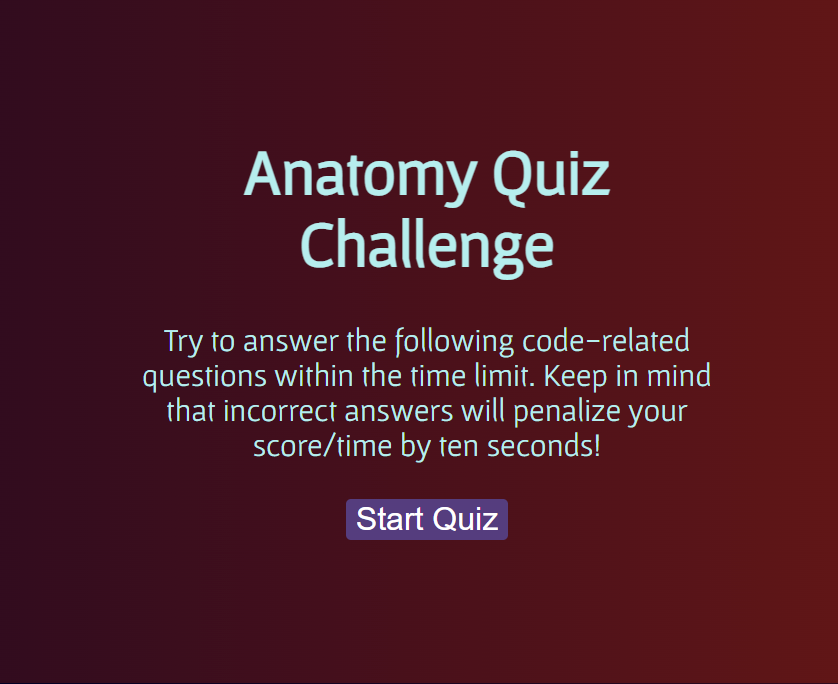 Anatomy Quiz
Challenge
Try to answer the following code-related
questions within the time limit. Keep in mind
that incorrect answers will penalize your
score/time by ten seconds!
Start Quiz